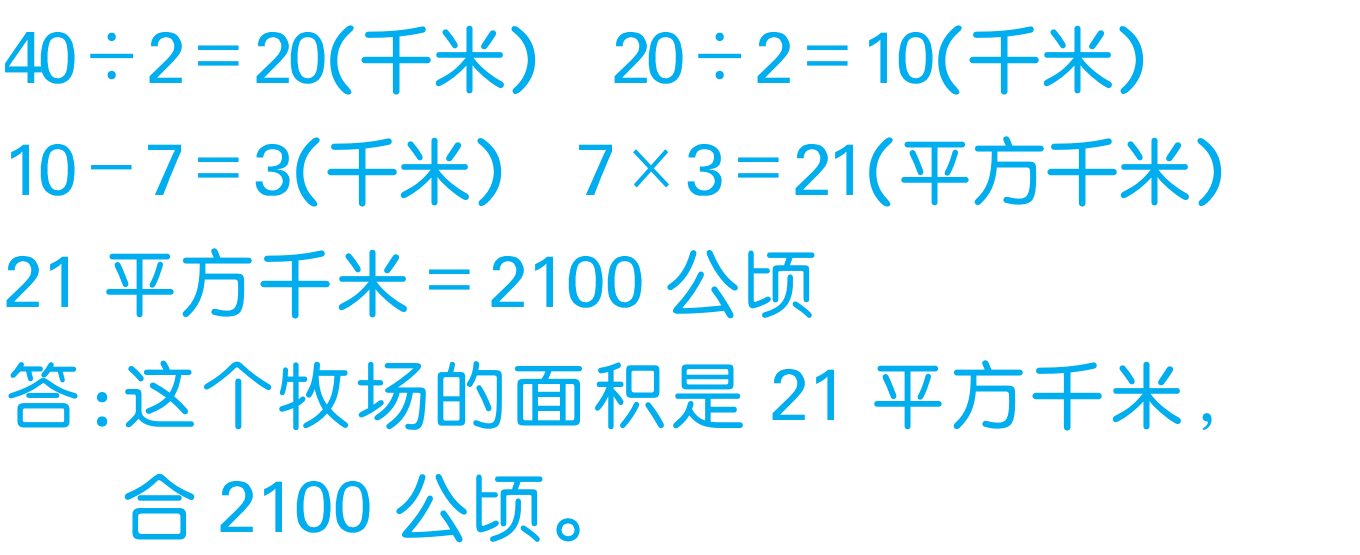 40÷2=20(千米) 20÷2=10(千米)
10-7=3(千米) 7×3=21(平方千米)
21 平方千米=2100 公顷
答:这个牧场的面积是 21 平方千米,
合 2100 公顷。